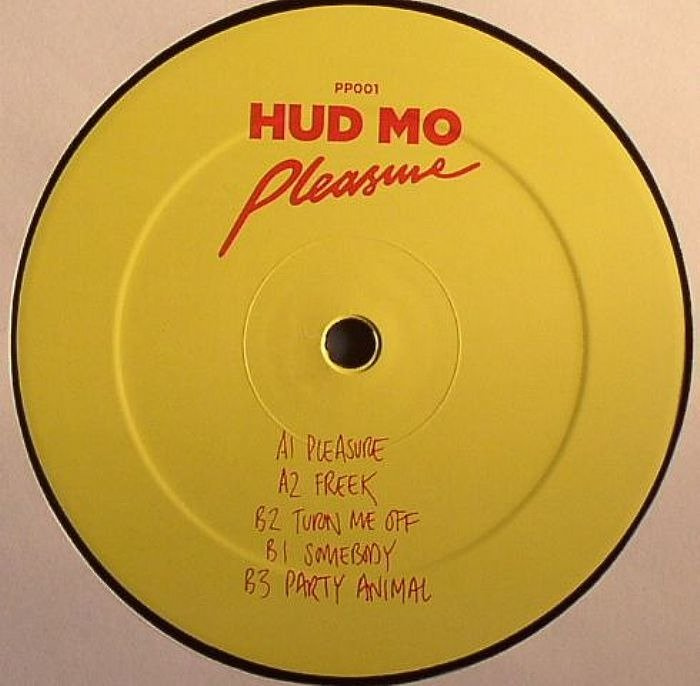 PP001
HUD MO
Pleasure
A1 PLEASURE
A2 FREEK
B2 TURN ME OFF
B1 SOMEBODY
B3 PARTY ANIMAL